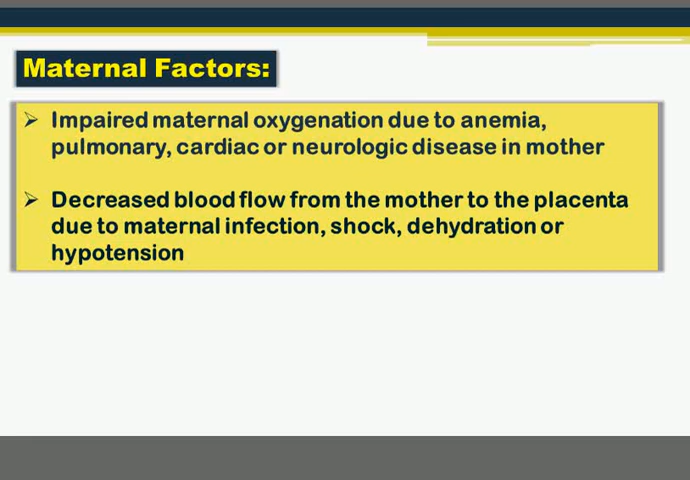 Maternal Factors:
➢ Impaired maternal oxygenation due to anemia,
pulmonary, cardiac or neurologic disease in mother
➢ Decreased blood flow from the mother to the placenta
due to maternal infection, shock, dehydration or
hypotension